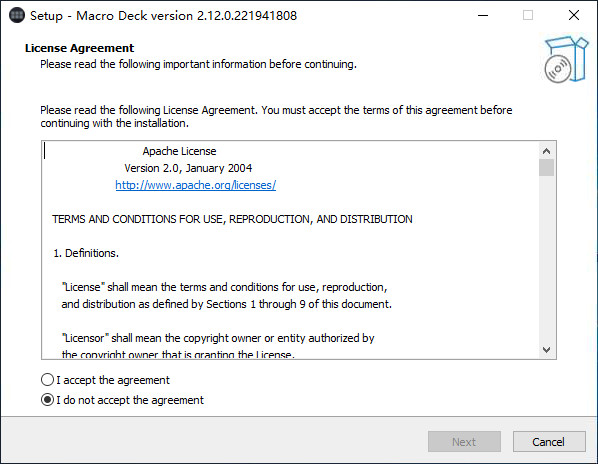 Setup - Macro Deck version 2.12.0.221941808
License Agreement
Please read the following important information before continuing.
Please read the following License Agreement. You must accept the terms of this agreement before
continuing with the installation.
Apache License
Version 2.0, January 2004
http://www.apache.org/licenses/
TERMS AND CONDITIONS FOR USE, REPRODUCTION, AND DISTRIBUTION
1. Definitions.
"License" shall mean the terms and conditions for use, reproduction,
and distribution as defined by Sections 1 through 9 of this document.
"Licensor" shall mean the copyright owner or entity authorized by
the copyright owner that is granting the License.
I accept the agreement
I do not accept the agreement
Next
Cancel